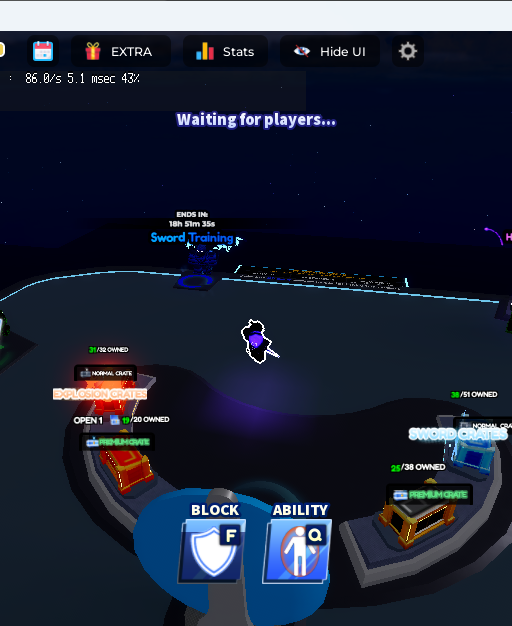 EXTRA
Stats
Hide UI
: 86.0/s 5.1 msec 43%
Waiting for players...
ENDS IN:
18h 51m 35s
Sword Training
31/32 OWNED
NORMAL CRATE
EXPLOSION CRATES
OPEN 1
19/20 OWNED
PREMIUM CRATE
38/51 OWNED
NORMAL CRA
SWORD CRATES
25/38 OWNED
PREMIUM CRATE
BLOCK
F
ABILITY
Q